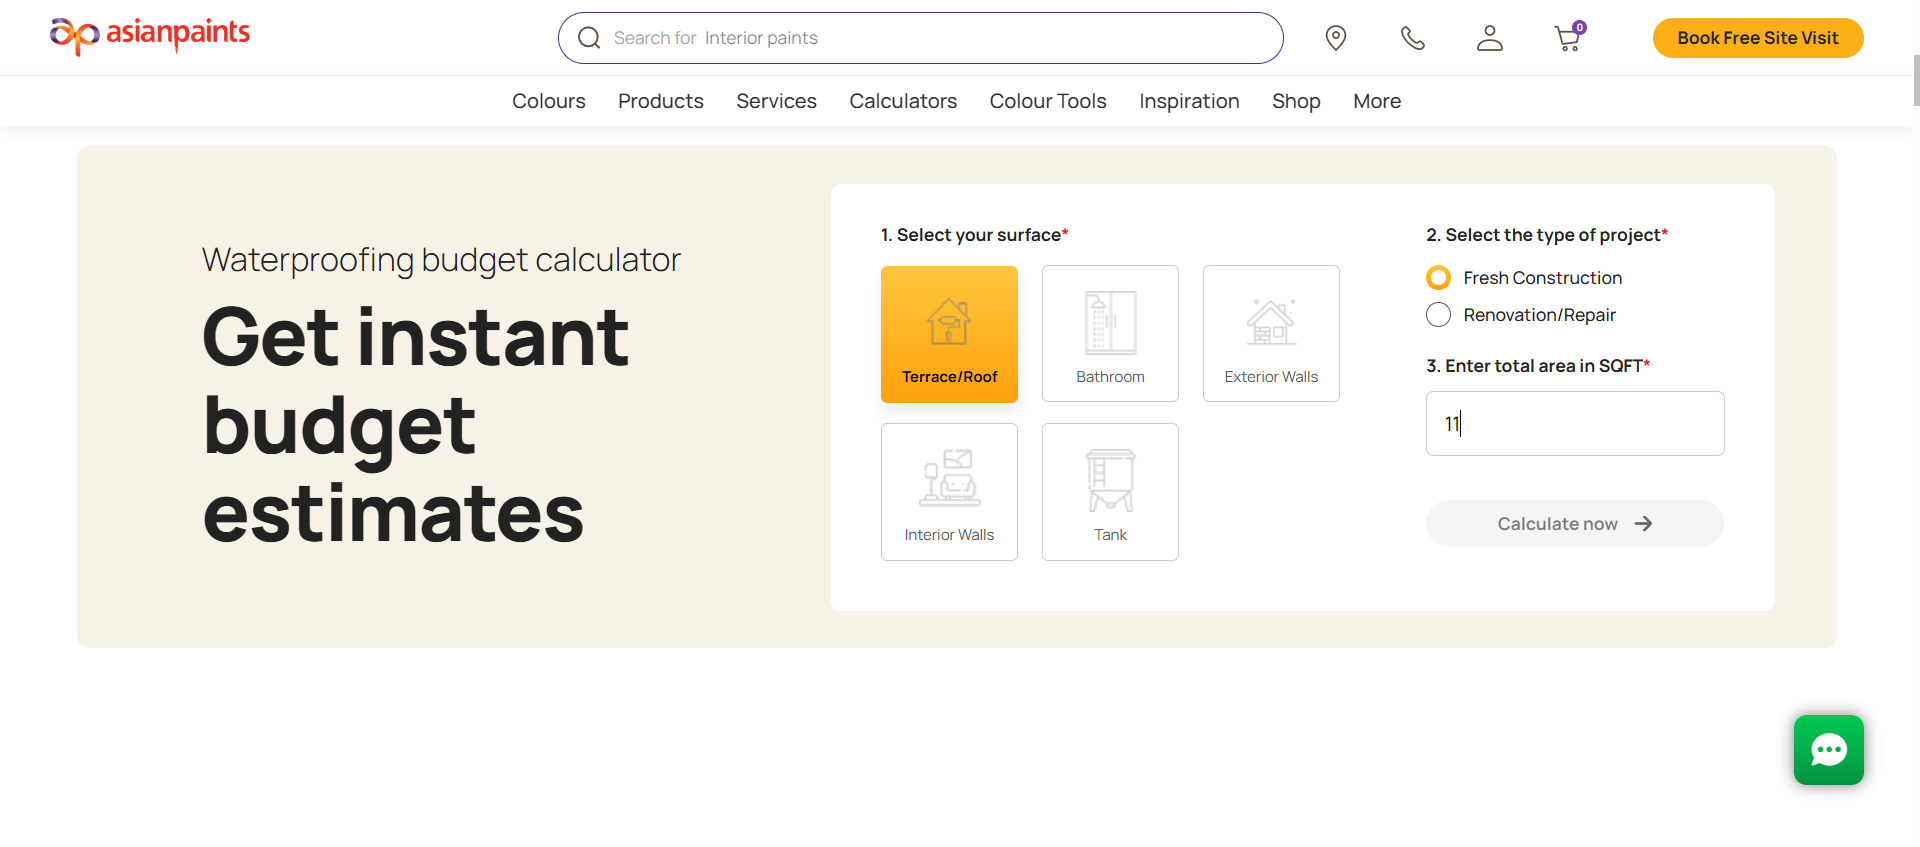 asianpaints
Search for Interior paints
0
Book Free Site Visit
Colours Products Services Calculators Colour Tools Inspiration Shop More
Waterproofing budget calculator
Get instant
budget
estimates
1. Select your surface*
Terrace/Roof
Bathroom
Exterior Walls
Interior Walls
Tank
2. Select the type of project*
Fresh Construction
Renovation/Repair
3. Enter total area in SQFT*
11
Calculate now